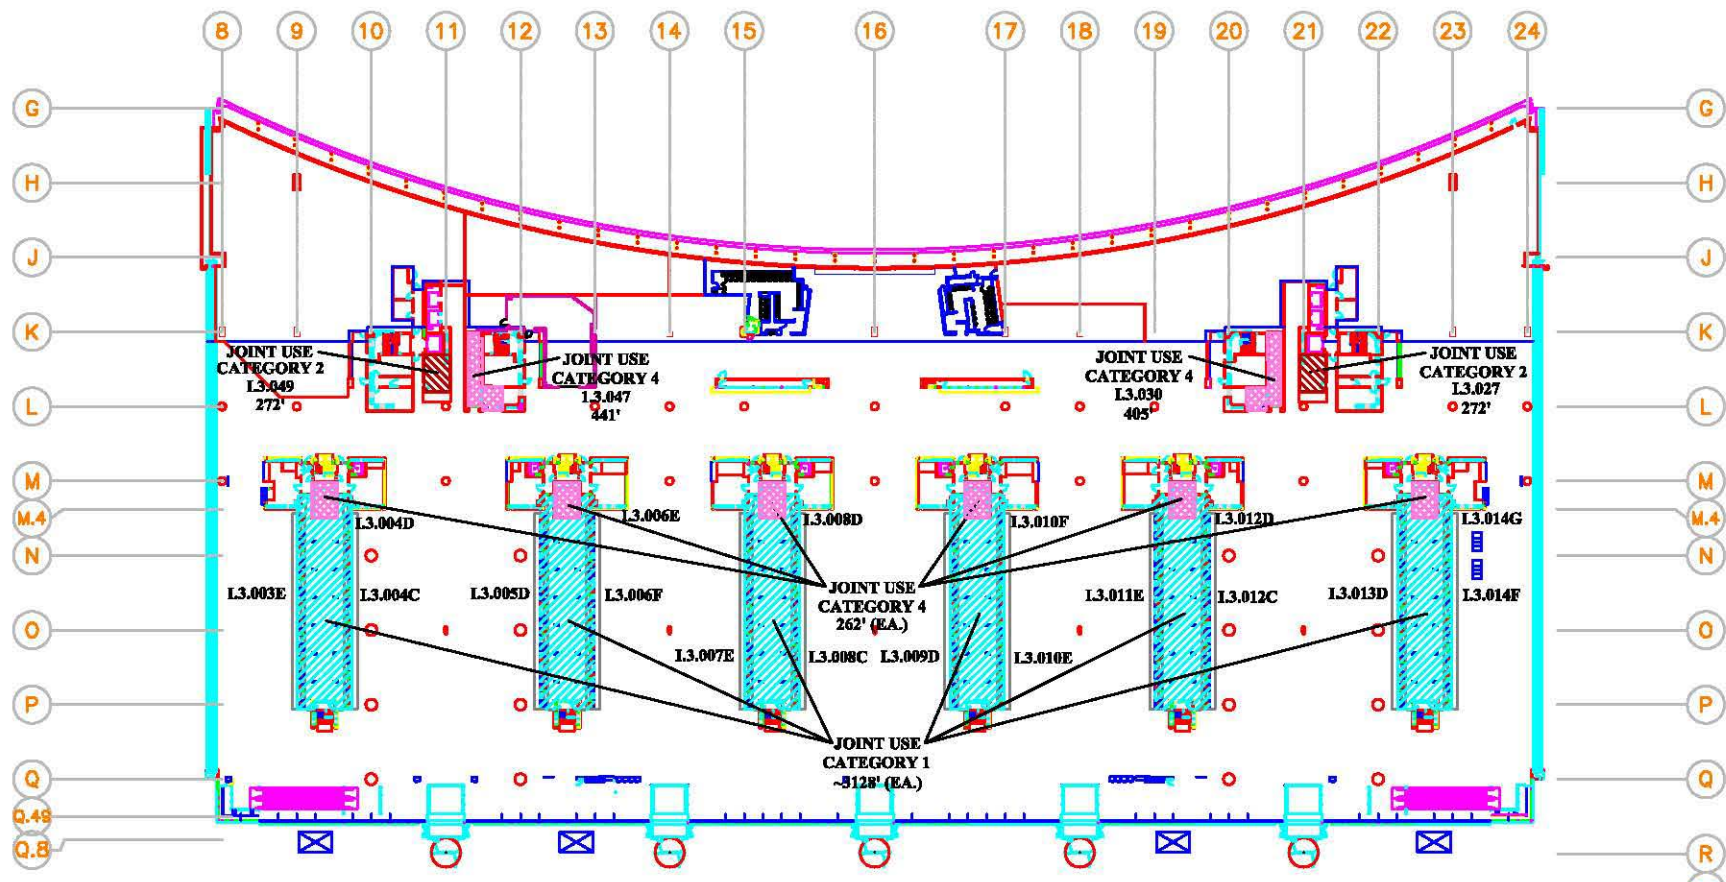 8 9 10 11 12 13 14 15 16 17 18 19 20 21 22 23 24
G G
H H
J J
K K
JOINT USE
CATEGORY 2
L3.049
272'
JOINT USE
CATEGORY 4
L3.047
441'
JOINT USE
CATEGORY 4
L3.030
405'
JOINT USE
CATEGORY 2
L3.027
272'
L L
M M
M.4 M.4
L3.004D L3.006E L3.008D L3.010F L3.012D L3.014G
N N
L3.003E L3.004C L3.005D L3.006F L3.011E L3.012C L3.013D L3.014F
JOINT USE
CATEGORY 4
262' (EA.)
O O
L3.007E L3.008C L3.009D L3.010E
P P
JOINT USE
CATEGORY 1
~3128' (EA.)
Q Q
Q.49
Q.8 R